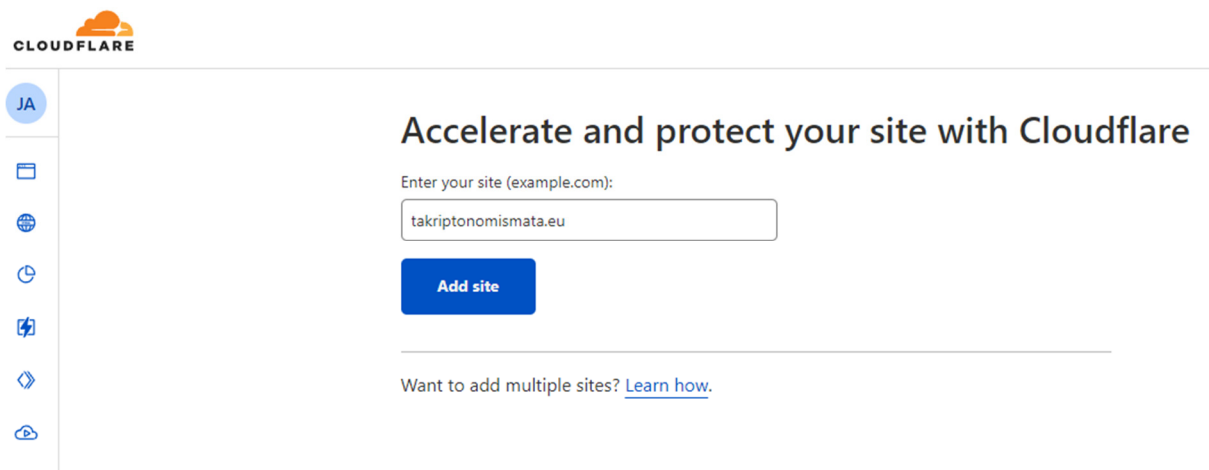 CLOUDFLARE
JA
Accelerate and protect your site with Cloudflare
Enter your site (example.com):
takriptonomismata.eu
Add site
Want to add multiple sites? Learn how.